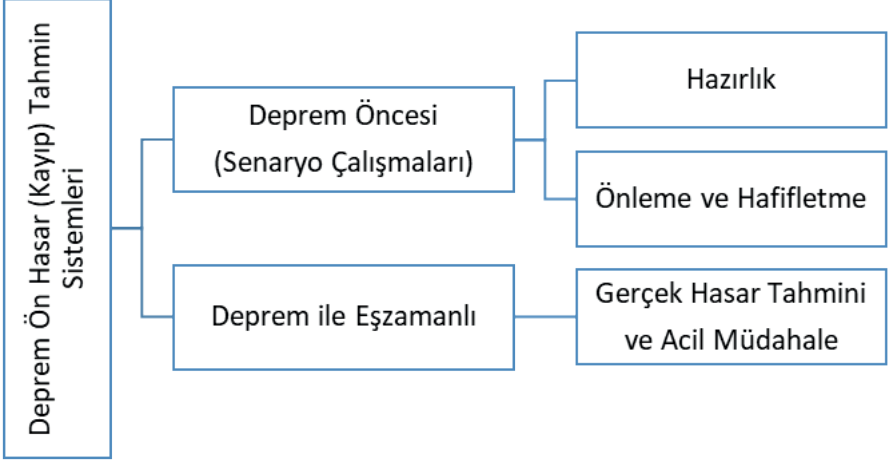 Deprem Ön Hasar (Kayıp) Tahmin
Sistemleri
Deprem Öncesi
(Senaryo Çalışmaları)
Hazırlık
Önleme ve Hafifletme
Deprem ile Eşzamanlı
Gerçek Hasar Tahmini
ve Acil Müdahale